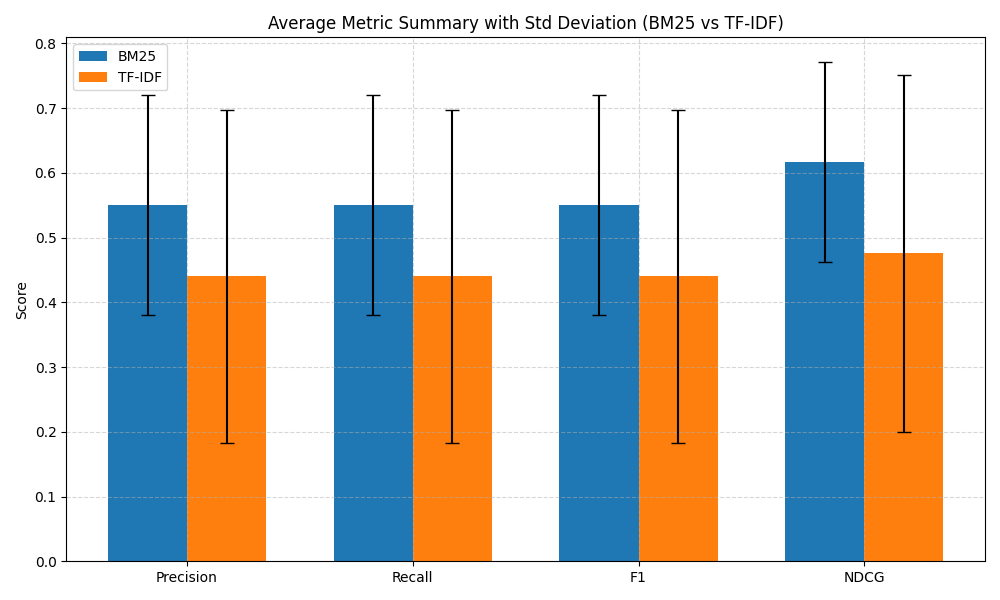 Average Metric Summary with Std Deviation (BM25 vs TF-IDF)
BM25
TF-IDF
Score
0.8
0.7
0.6
0.5
0.4
0.3
0.2
0.1
0.0
Precision
Recall
F1
NDCG